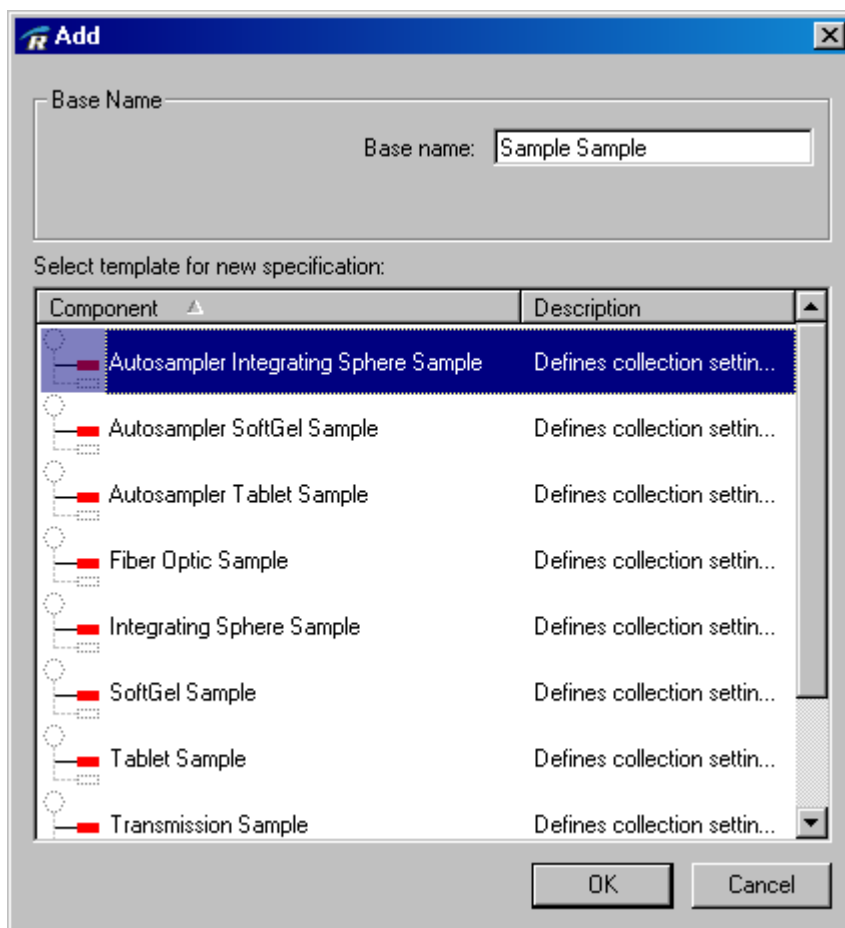 Add
Base Name
Base name: Sample Sample
Select template for new specification:
Component Description
Autosampler Integrating Sphere Sample Defines collection settin...
Autosampler SoftGel Sample Defines collection settin...
Autosampler Tablet Sample Defines collection settin...
Fiber Optic Sample Defines collection settin...
Integrating Sphere Sample Defines collection settin...
SoftGel Sample Defines collection settin...
Tablet Sample Defines collection settin...
Transmission Sample Defines collection settin...
OK Cancel